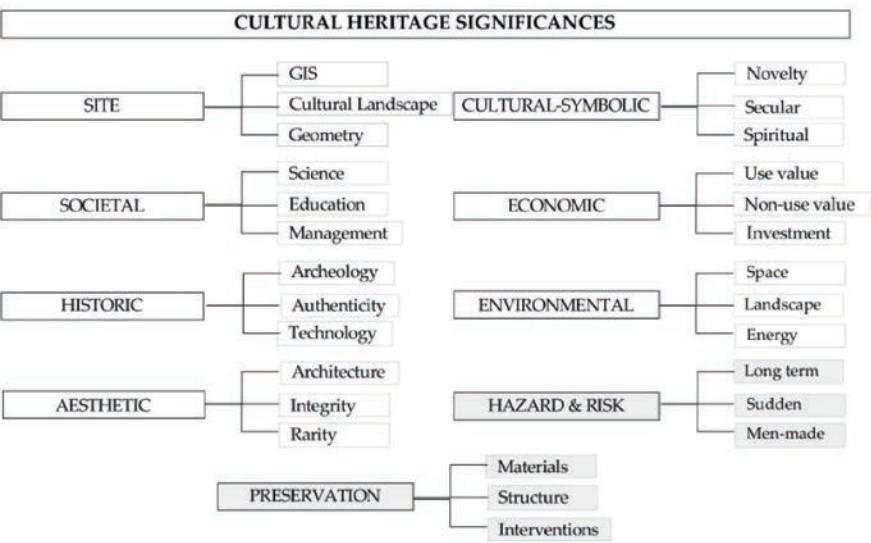 CULTURAL HERITAGE SIGNIFICANCES
SITE
GIS
Cultural Landscape
Geometry
CULTURAL-SYMBOLIC
Novelty
Secular
Spiritual
SOCIETAL
Science
Education
Management
ECONOMIC
Use value
Non-use value
Investment
HISTORIC
Archeology
Authenticity
Technology
ENVIRONMENTAL
Space
Landscape
Energy
AESTHETIC
Architecture
Integrity
Rarity
HAZARD & RISK
Long term
Sudden
Men-made
PRESERVATION
Materials
Structure
Interventions